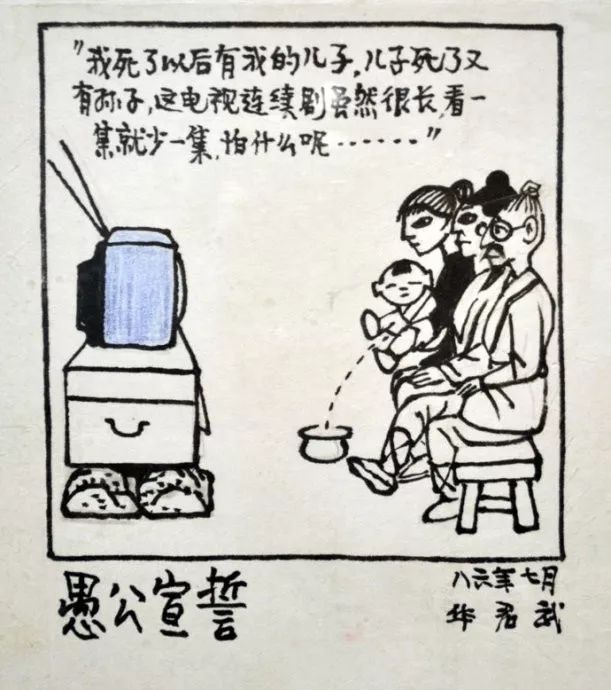 "我死了以后有我的儿子,儿子死了又
有孙子,这电视连续剧虽然很长,看一
集就少一集,怕什么呢……"
愚公宣誓
八六年七月
华君武